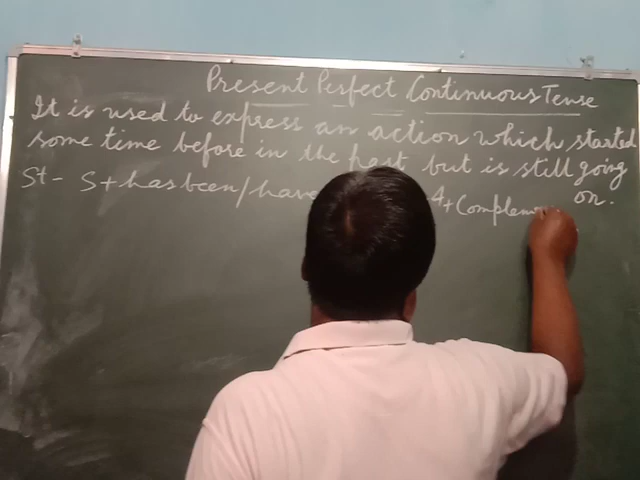 Present Perfect Continuous Tense
It is used to express an action which started
some time before in the past but is still going
on.
St - S + has been / have 4 + Complem